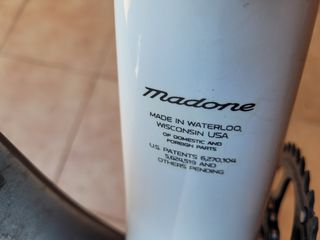 madone
MADE IN WATERLOO,
WISCONSIN USA
OF DOMESTIC AND
FOREIGN PARTS
U.S. PATENTS 6,270,104
5,624,519 AND
OTHERS PENDING